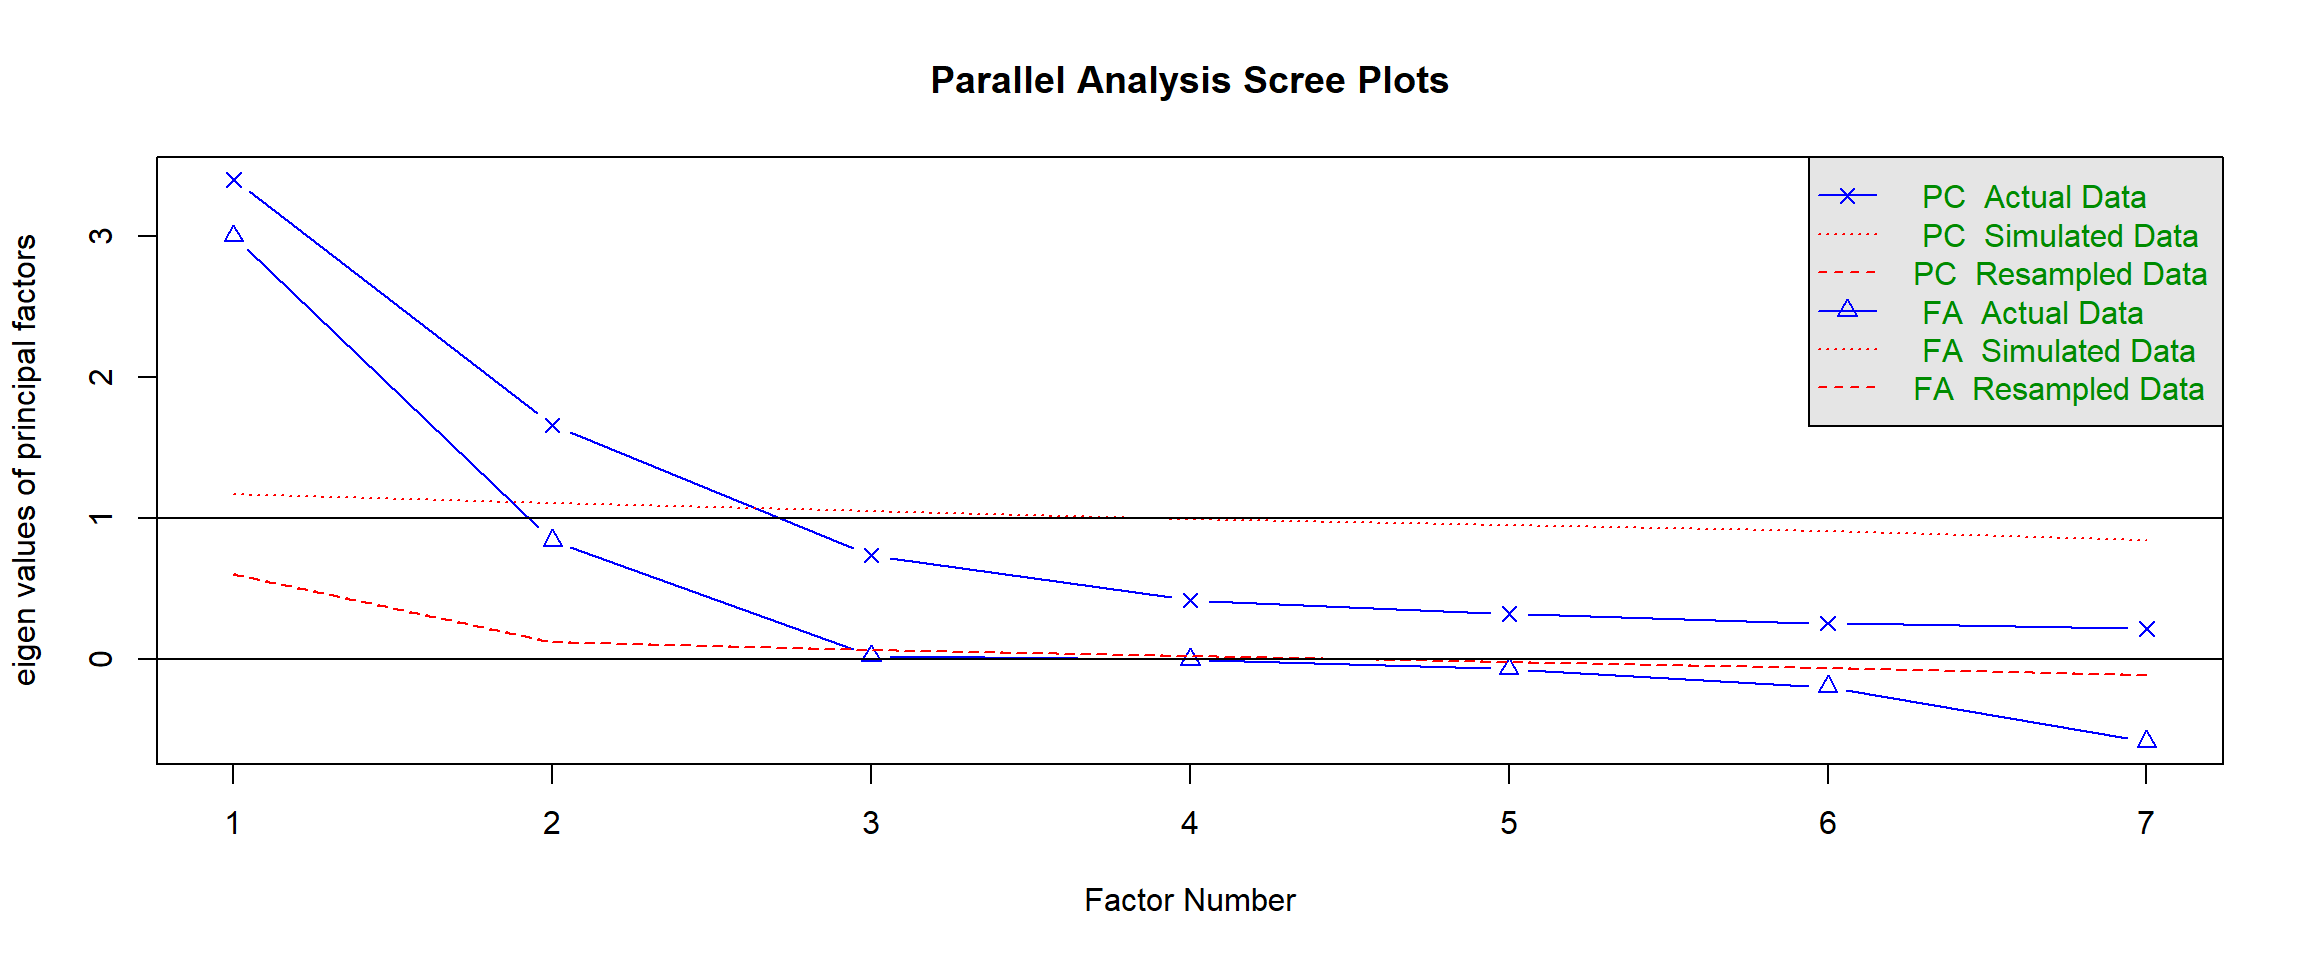 Parallel Analysis Scree Plots
eigen values of principal factors
3
2
1
0
PC Actual Data
PC Simulated Data
PC Resampled Data
FA Actual Data
FA Simulated Data
FA Resampled Data
1 2 3 4 5 6 7
Factor Number